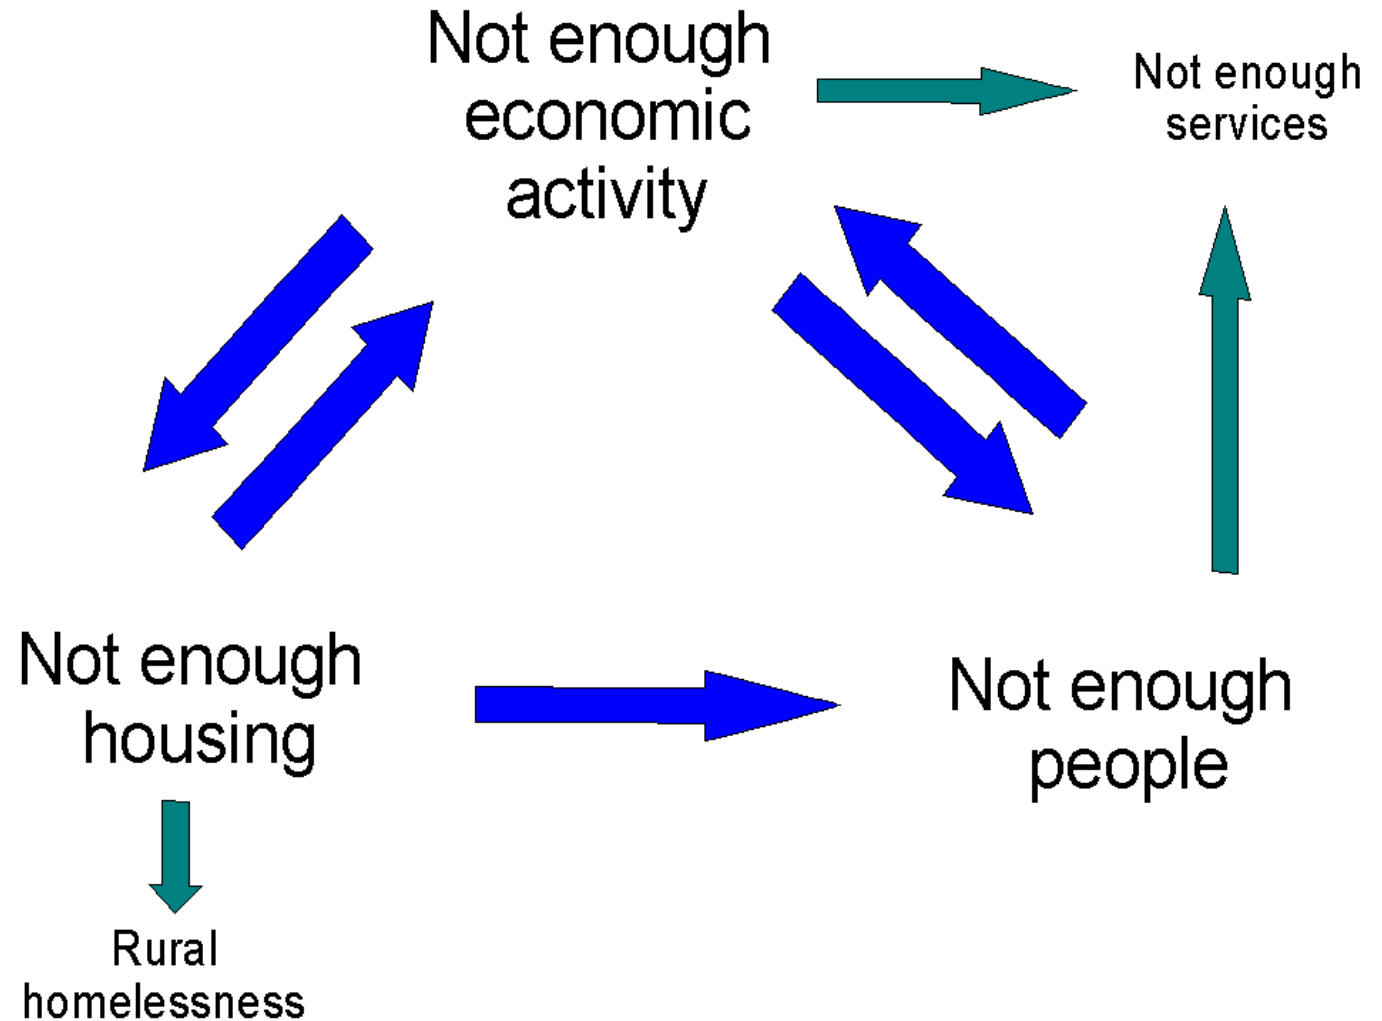 Not enough
economic
activity
Not enough
services
Not enough
housing
Not enough
people
Rural
homelessness